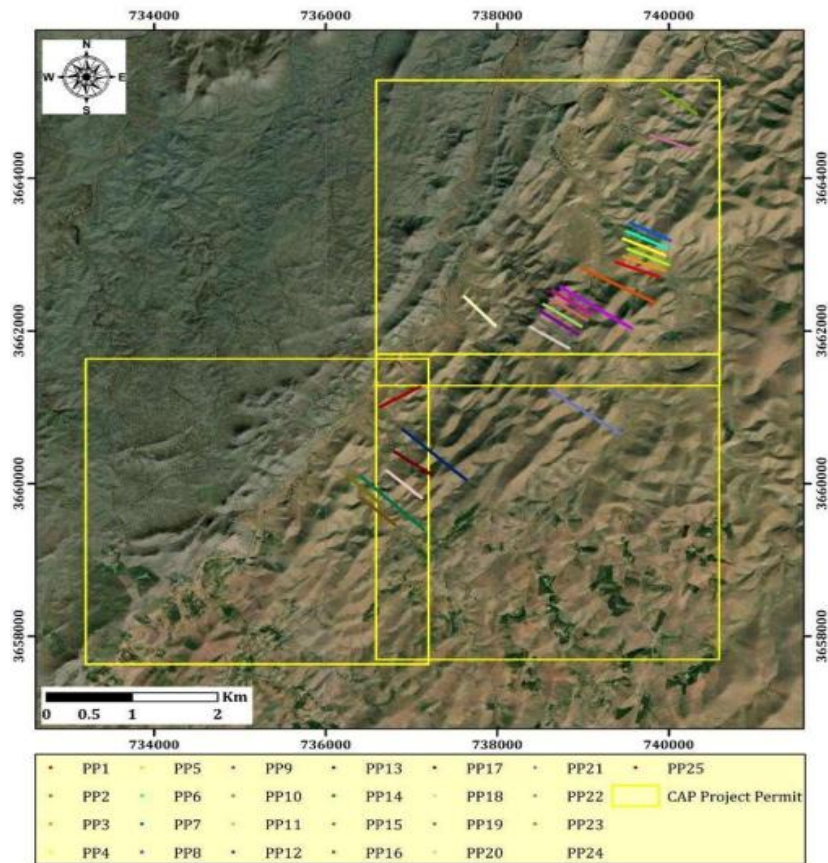 734000 736000 738000 740000
N
W E
S
3664000 3664000
3662000 3662000
3660000 3660000
3658000 3658000
Km
0 0.5 1 2
734000 736000 738000 740000
PP1 PP5 PP9 PP13 PP17 PP21 PP25
PP2 PP6 PP10 PP14 PP18 PP22 CAP Project Permit
PP3 PP7 PP11 PP15 PP19 PP23
PP4 PP8 PP12 PP16 PP20 PP24